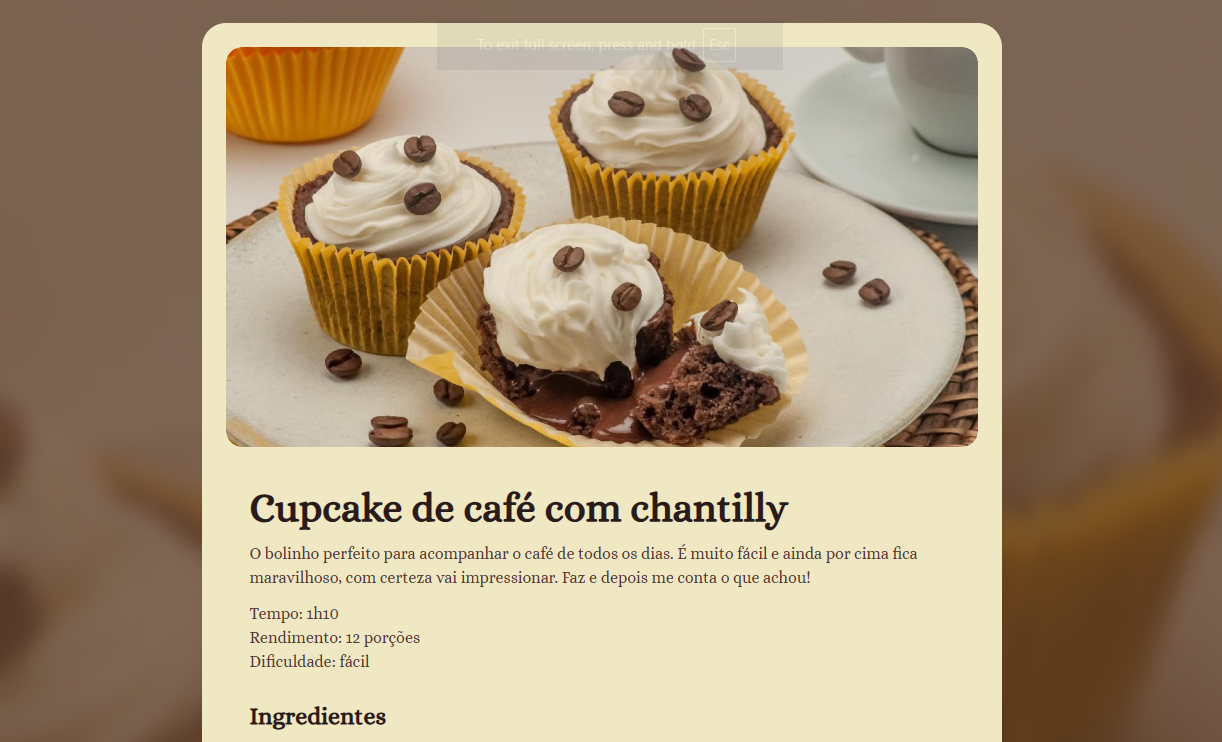 To exit full screen, press and hold Esc
Cupcake de café com chantilly
O bolinho perfeito para acompanhar o café de todos os dias. É muito fácil e ainda por cima fica
maravilhoso, com certeza vai impressionar. Faz e depois me conta o que achou!
Tempo: 1h10
Rendimento: 12 porções
Dificuldade: fácil
Ingredientes